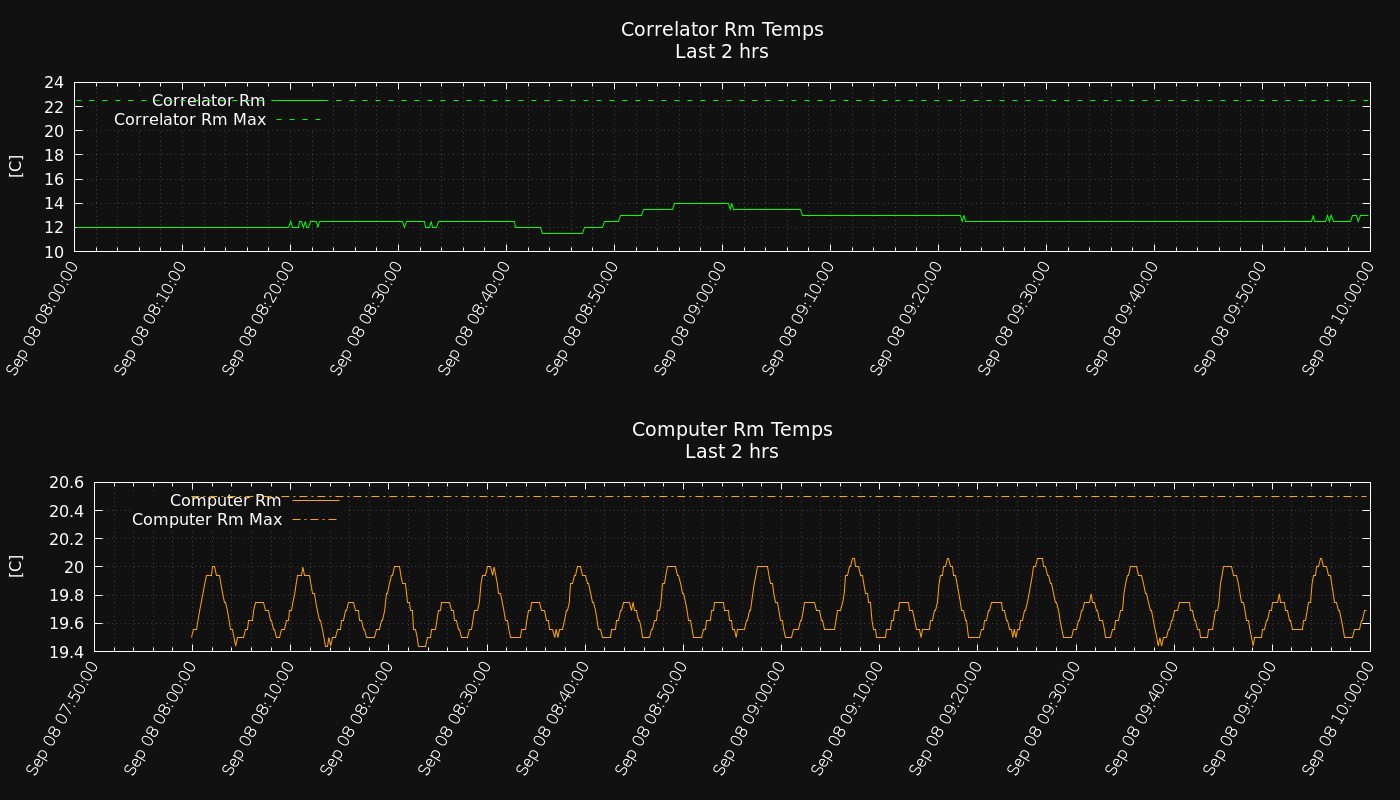 Correlator Rm Temps
Last 2 hrs
24
22
20
18
16
14
12
10
[C]
Correlator Rm
Correlator Rm Max
Sep 08 08:00:00
Sep 08 08:10:00
Sep 08 08:20:00
Sep 08 08:30:00
Sep 08 08:40:00
Sep 08 08:50:00
Sep 08 09:00:00
Sep 08 09:10:00
Sep 08 09:20:00
Sep 08 09:30:00
Sep 08 09:40:00
Sep 08 09:50:00
Sep 08 10:00:00
Computer Rm Temps
Last 2 hrs
20.6
20.4
20.2
20
19.8
19.6
19.4
[C]
Computer Rm
Computer Rm Max
Sep 08 07:50:00
Sep 08 08:00:00
Sep 08 08:10:00
Sep 08 08:20:00
Sep 08 08:30:00
Sep 08 08:40:00
Sep 08 08:50:00
Sep 08 09:00:00
Sep 08 09:10:00
Sep 08 09:20:00
Sep 08 09:30:00
Sep 08 09:40:00
Sep 08 09:50:00
Sep 08 10:00:00